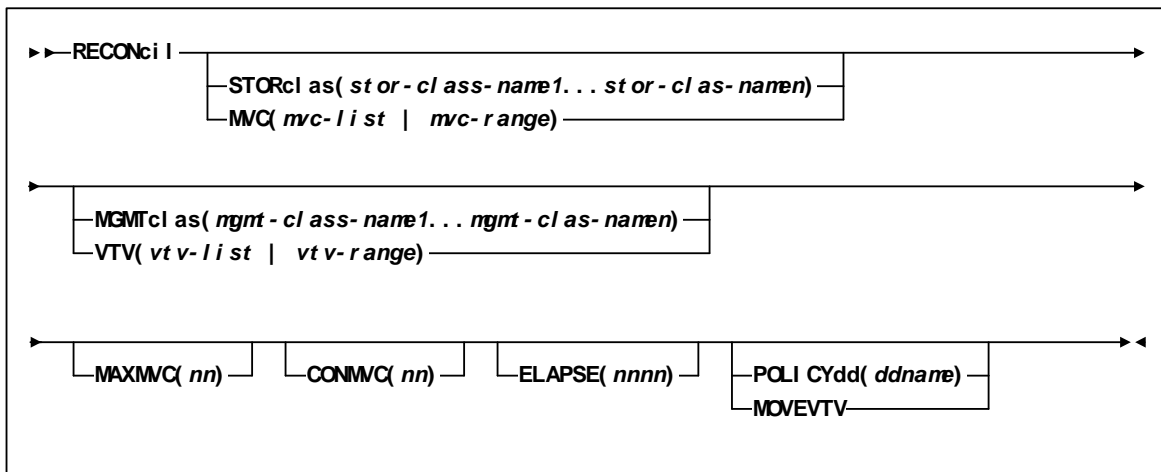 RECONcil
STORclas(stor-class-name1...stor-clas-namen)
MVC(mvc-list | mvc-range)
MGMTclas(mgmt-class-name1...mgmt-clas-namen)
VTV(vtv-list | vtv-range)
MAXMVC(nn) CONMVC(nn) ELAPSE(nnnn) POLICYdd(ddname)
MOVEVTV